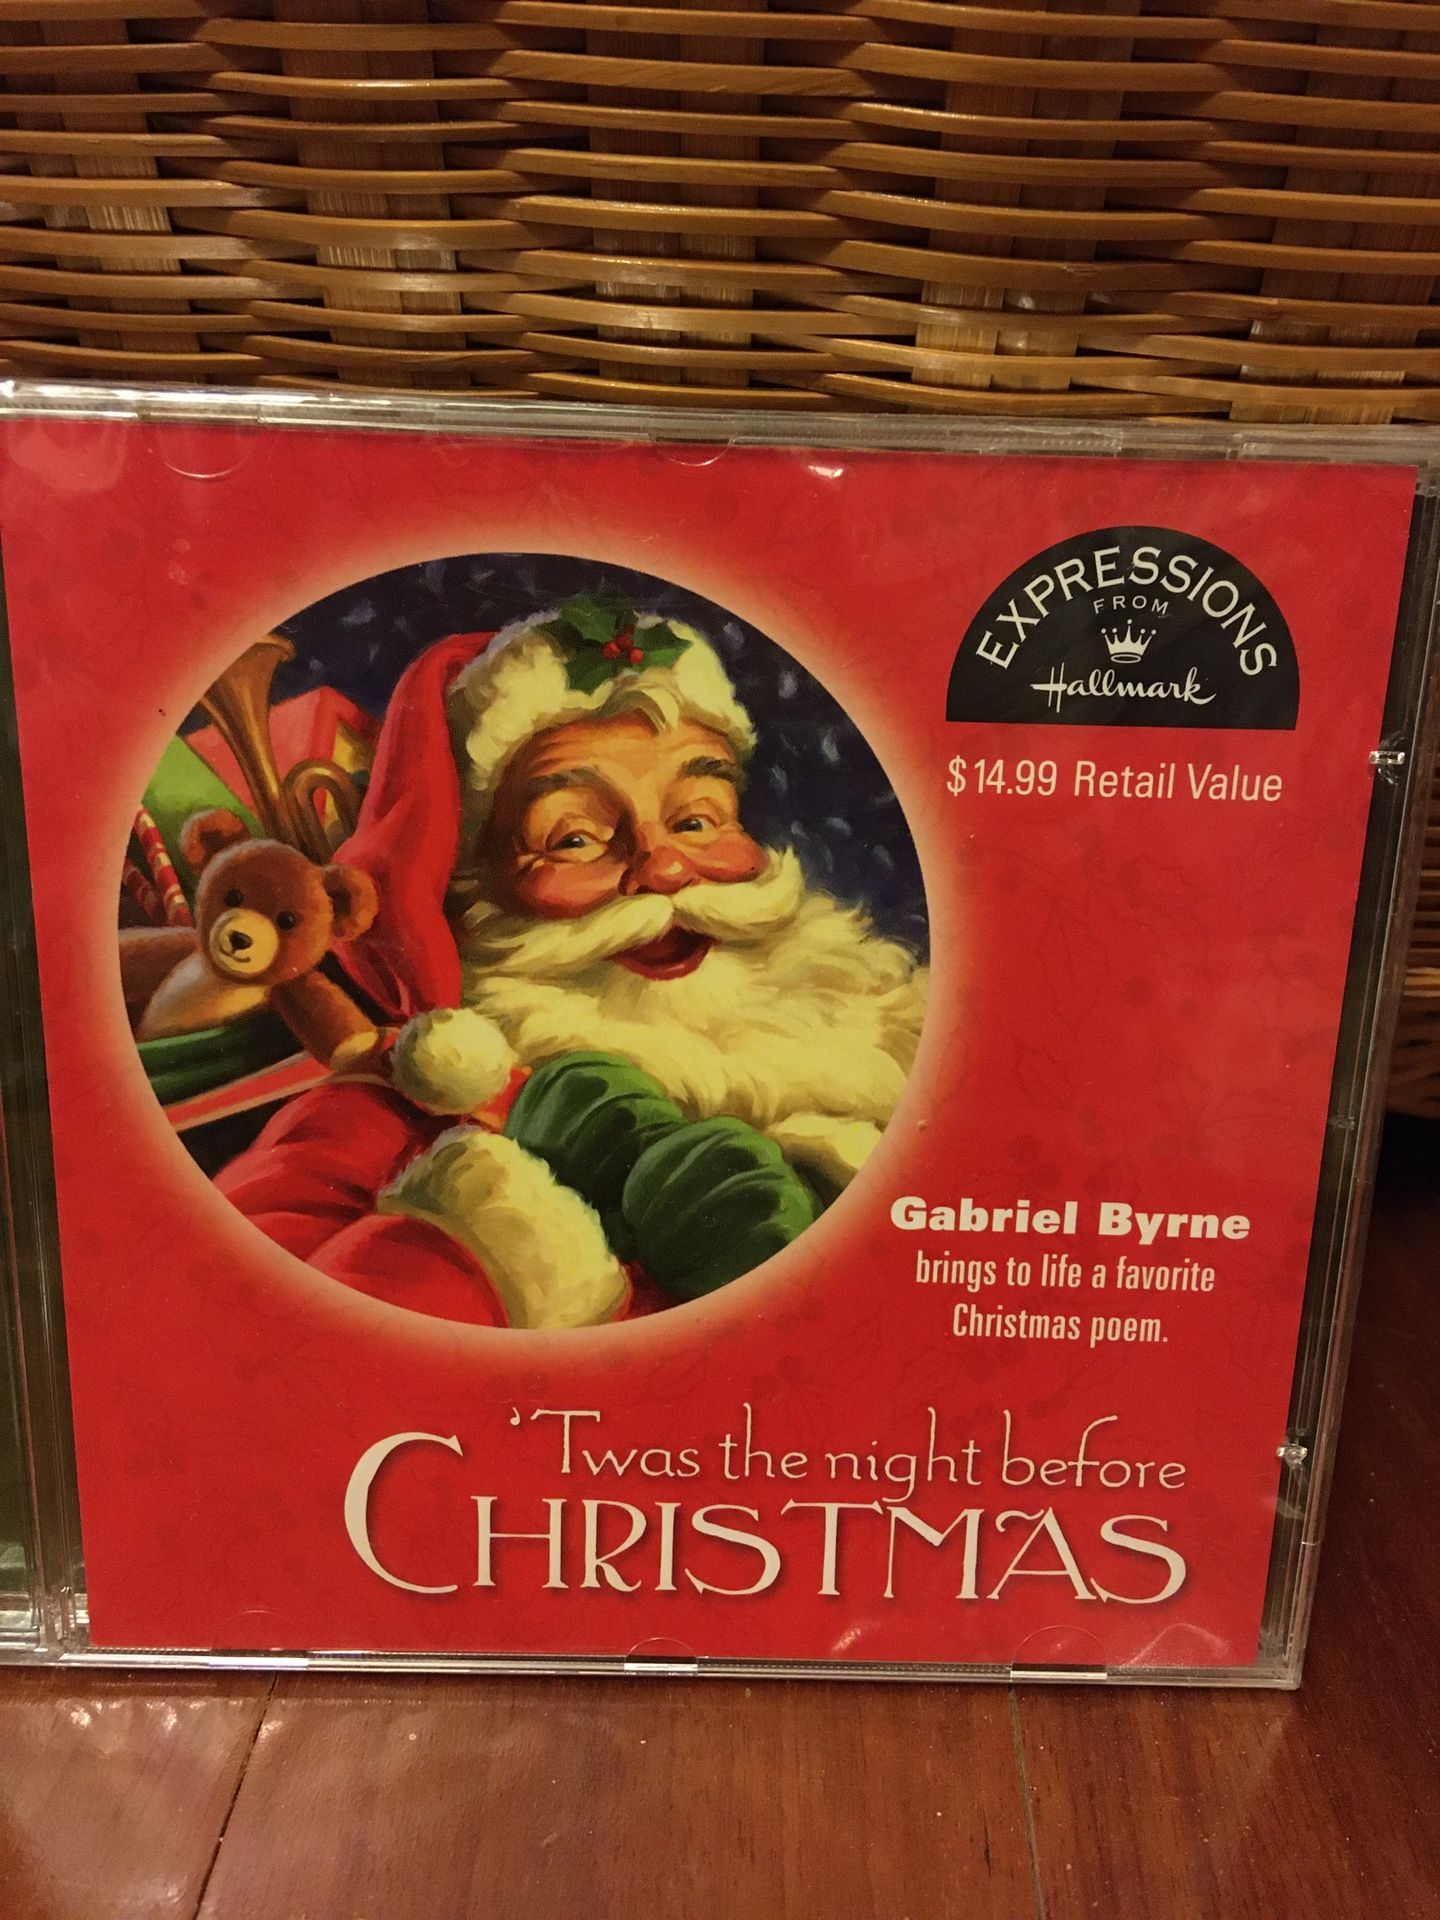 EXPRESSIONS
FROM
Hallmark
$14.99 Retail Value
Gabriel Byrne
brings to life a favorite
Christmas poem.
'Twas the night before
CHRISTMAS